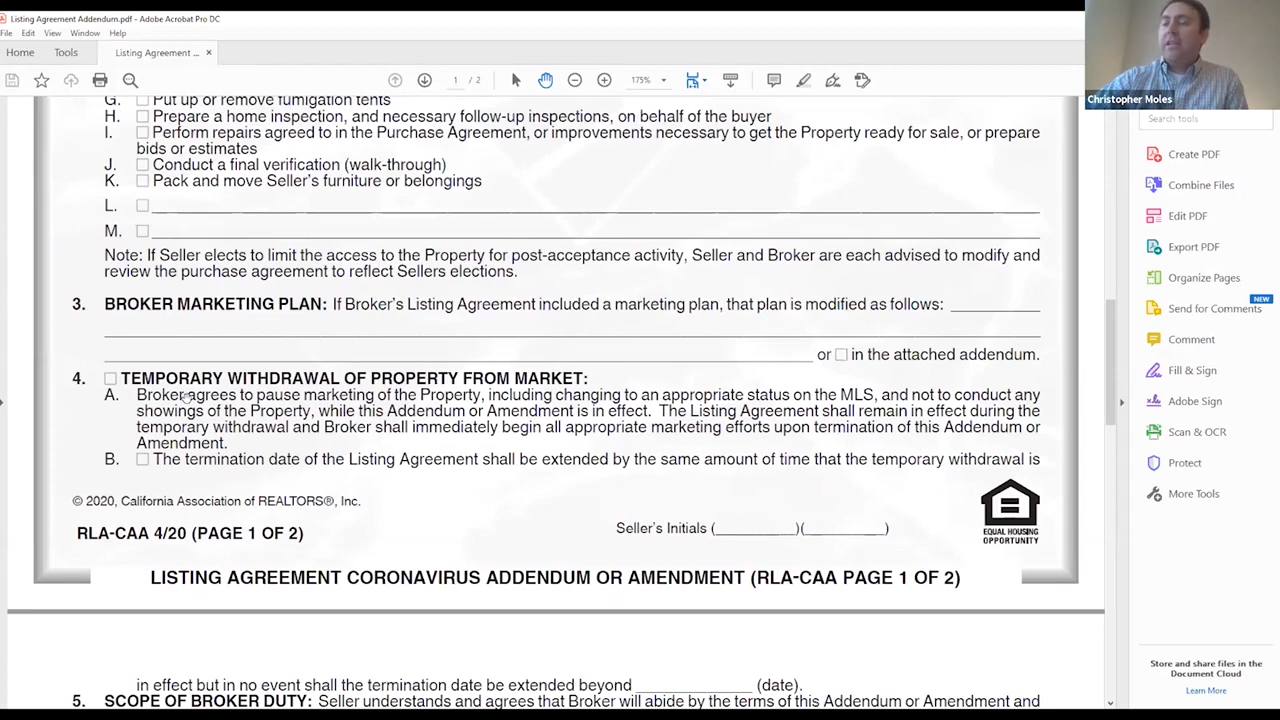 Listing Agreement Addendum.pdf - Adobe Acrobat Pro DC
File Edit View Window Help
Home Tools Listing Agreement ... ×
1 / 2 175%
Christopher Moles
Search tools
G. Put up or remove fumigation tents
H. Prepare a home inspection, and necessary follow-up inspections, on behalf of the buyer
I. Perform repairs agreed to in the Purchase Agreement, or improvements necessary to get the Property ready for sale, or prepare
bids or estimates
J. Conduct a final verification (walk-through)
K. Pack and move Seller's furniture or belongings
L.
M.
Note: If Seller elects to limit the access to the Property for post-acceptance activity, Seller and Broker are each advised to modify and
review the purchase agreement to reflect Sellers elections.
3. BROKER MARKETING PLAN: If Broker's Listing Agreement included a marketing plan, that plan is modified as follows:
or in the attached addendum.
4. TEMPORARY WITHDRAWAL OF PROPERTY FROM MARKET:
A. Broker agrees to pause marketing of the Property, including changing to an appropriate status on the MLS, and not to conduct any
showings of the Property, while this Addendum or Amendment is in effect. The Listing Agreement shall remain in effect during the
temporary withdrawal and Broker shall immediately begin all appropriate marketing efforts upon termination of this Addendum or
Amendment.
B. The termination date of the Listing Agreement shall be extended by the same amount of time that the temporary withdrawal is
© 2020, California Association of REALTORS®, Inc.
RLA-CAA 4/20 (PAGE 1 OF 2)
Seller's Initials (__________)(__________)
EQUAL HOUSING
OPPORTUNITY
LISTING AGREEMENT CORONAVIRUS ADDENDUM OR AMENDMENT (RLA-CAA PAGE 1 OF 2)
in effect but in no event shall the termination date be extended beyond ______________ (date).
5. SCOPE OF BROKER DUTY: Seller understands and agrees that Broker will abide by the terms of this Addendum or Amendment and
Create PDF
Combine Files
Edit PDF
Export PDF
Organize Pages
NEW
Send for Comments
Comment
Fill & Sign
Adobe Sign
Scan & OCR
Protect
More Tools
Store and share files in the
Document Cloud
Learn More